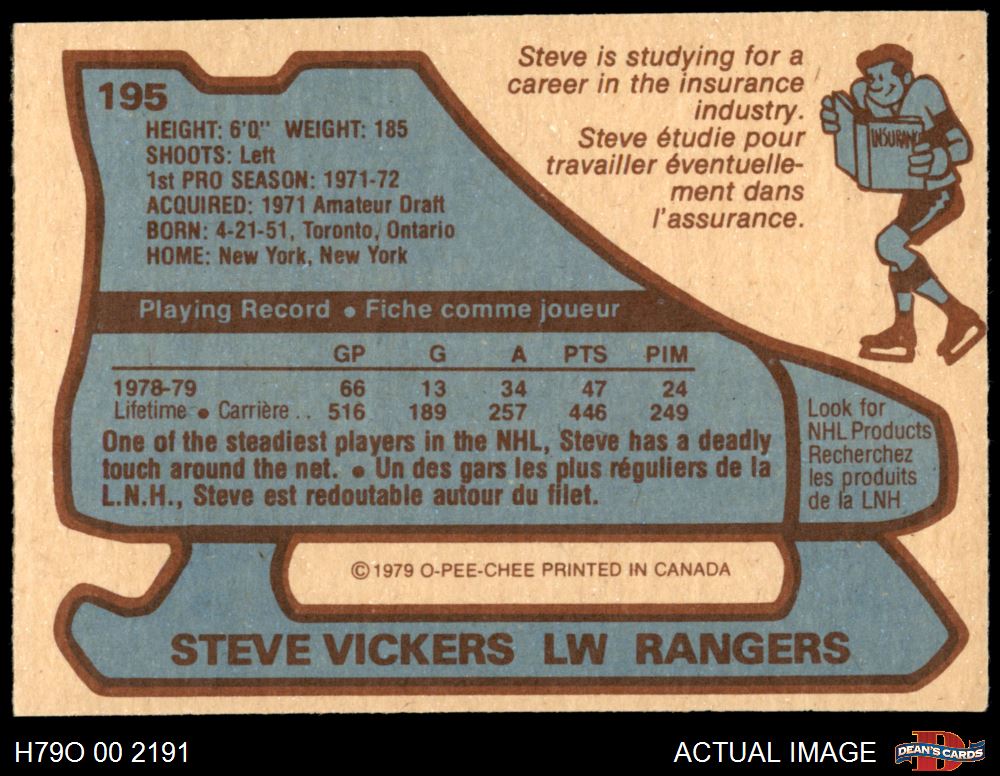 195
HEIGHT: 6'0" WEIGHT: 185
SHOOTS: Left
1st PRO SEASON: 1971-72
ACQUIRED: 1971 Amateur Draft
BORN: 4-21-51, Toronto, Ontario
HOME: New York, New York
Steve is studying for a
career in the insurance
industry.
Steve étudie pour
travailler éventuelle-
ment dans
l'assurance.
INSURAN
Playing Record • Fiche comme joueur
GP G A PTS PIM
1978-79 66 13 34 47 24
Lifetime • Carrière .. 516 189 257 446 249
One of the steadiest players in the NHL, Steve has a deadly
touch around the net. • Un des gars les plus réguliers de la
L.N.H., Steve est redoutable autour du filet.
Look for
NHL Products
Recherchez
les produits
de la LNH
© 1979 O-PEE-CHEE PRINTED IN CANADA
STEVE VICKERS LW RANGERS
H79O 00 2191
ACTUAL IMAGE
DEAN'S CARDS